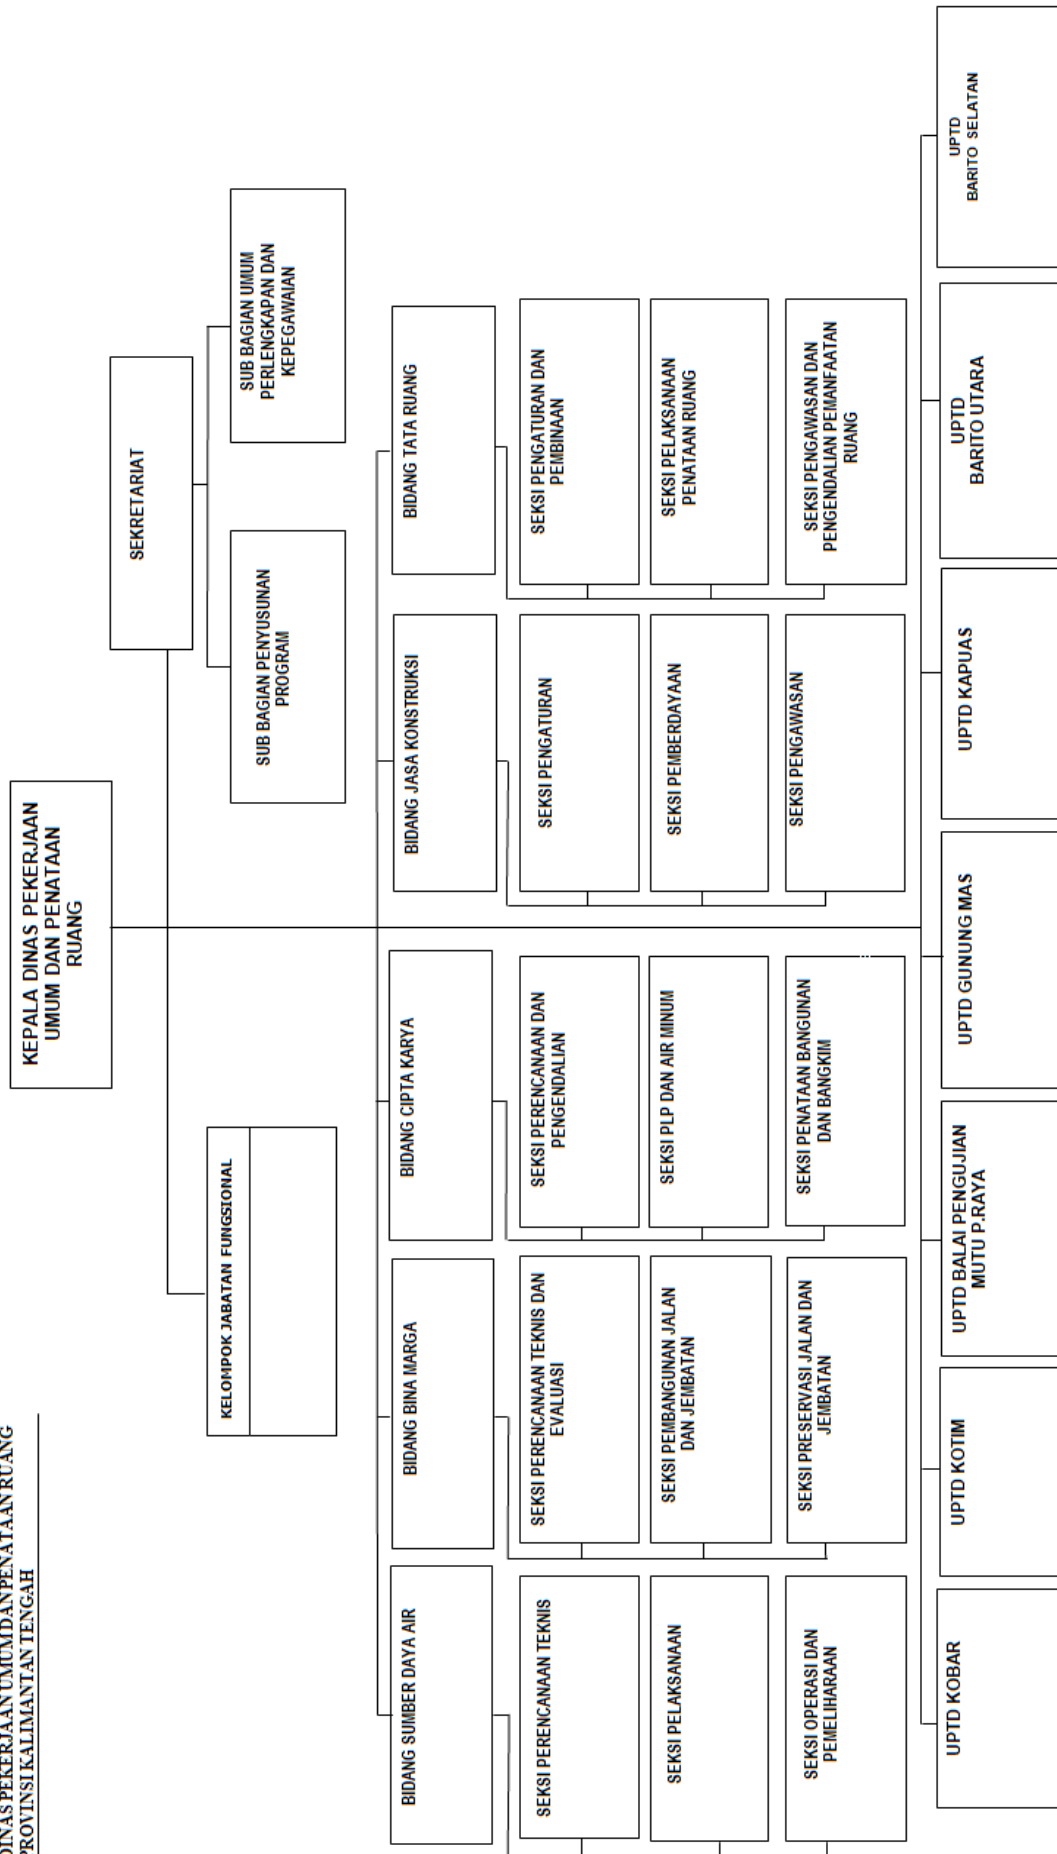 DINAS PEKERJAAN UMUM DAN PENATAAN RUANG
PROVINSI KALIMANTAN TENGAH
KEPALA DINAS PEKERJAAN
UMUM DAN PENATAAN
RUANG
SEKRETARIAT
KELOMPOK JABATAN FUNGSIONAL
SUB BAGIAN PENYUSUNAN
PROGRAM
SUB BAGIAN UMUM
PERLENGKAPAN DAN
KEPEGAWAIAN
BIDANG SUMBER DAYA AIR
BIDANG BINA MARGA
BIDANG CIPTA KARYA
BIDANG JASA KONSTRUKSI
BIDANG TATA RUANG
SEKSI PERENCANAAN TEKNIS
SEKSI PERENCANAAN TEKNIS DAN
EVALUASI
SEKSI PERENCANAAN DAN
PENGENDALIAN
SEKSI PENGATURAN
SEKSI PENGATURAN DAN
PEMBINAAN
SEKSI PELAKSANAAN
SEKSI PEMBANGUNAN JALAN
DAN JEMBATAN
SEKSI PLP DAN AIR MINUM
SEKSI PEMBERDAYAAN
SEKSI PELAKSANAAN
PENATAAN RUANG
SEKSI OPERASI DAN
PEMELIHARAAN
SEKSI PRESERVASI JALAN DAN
JEMBATAN
SEKSI PENATAAN BANGUNAN
DAN BANGKIM
SEKSI PENGAWASAN
SEKSI PENGAWASAN DAN
PENGENDALIAN PEMANFAATAN
RUANG
UPTD KOBAR
UPTD KOTIM
UPTD BALAI PENGUJIAN
MUTU P.RAYA
UPTD GUNUNG MAS
UPTD KAPUAS
UPTD
BARITO UTARA
UPTD
BARITO SELATAN